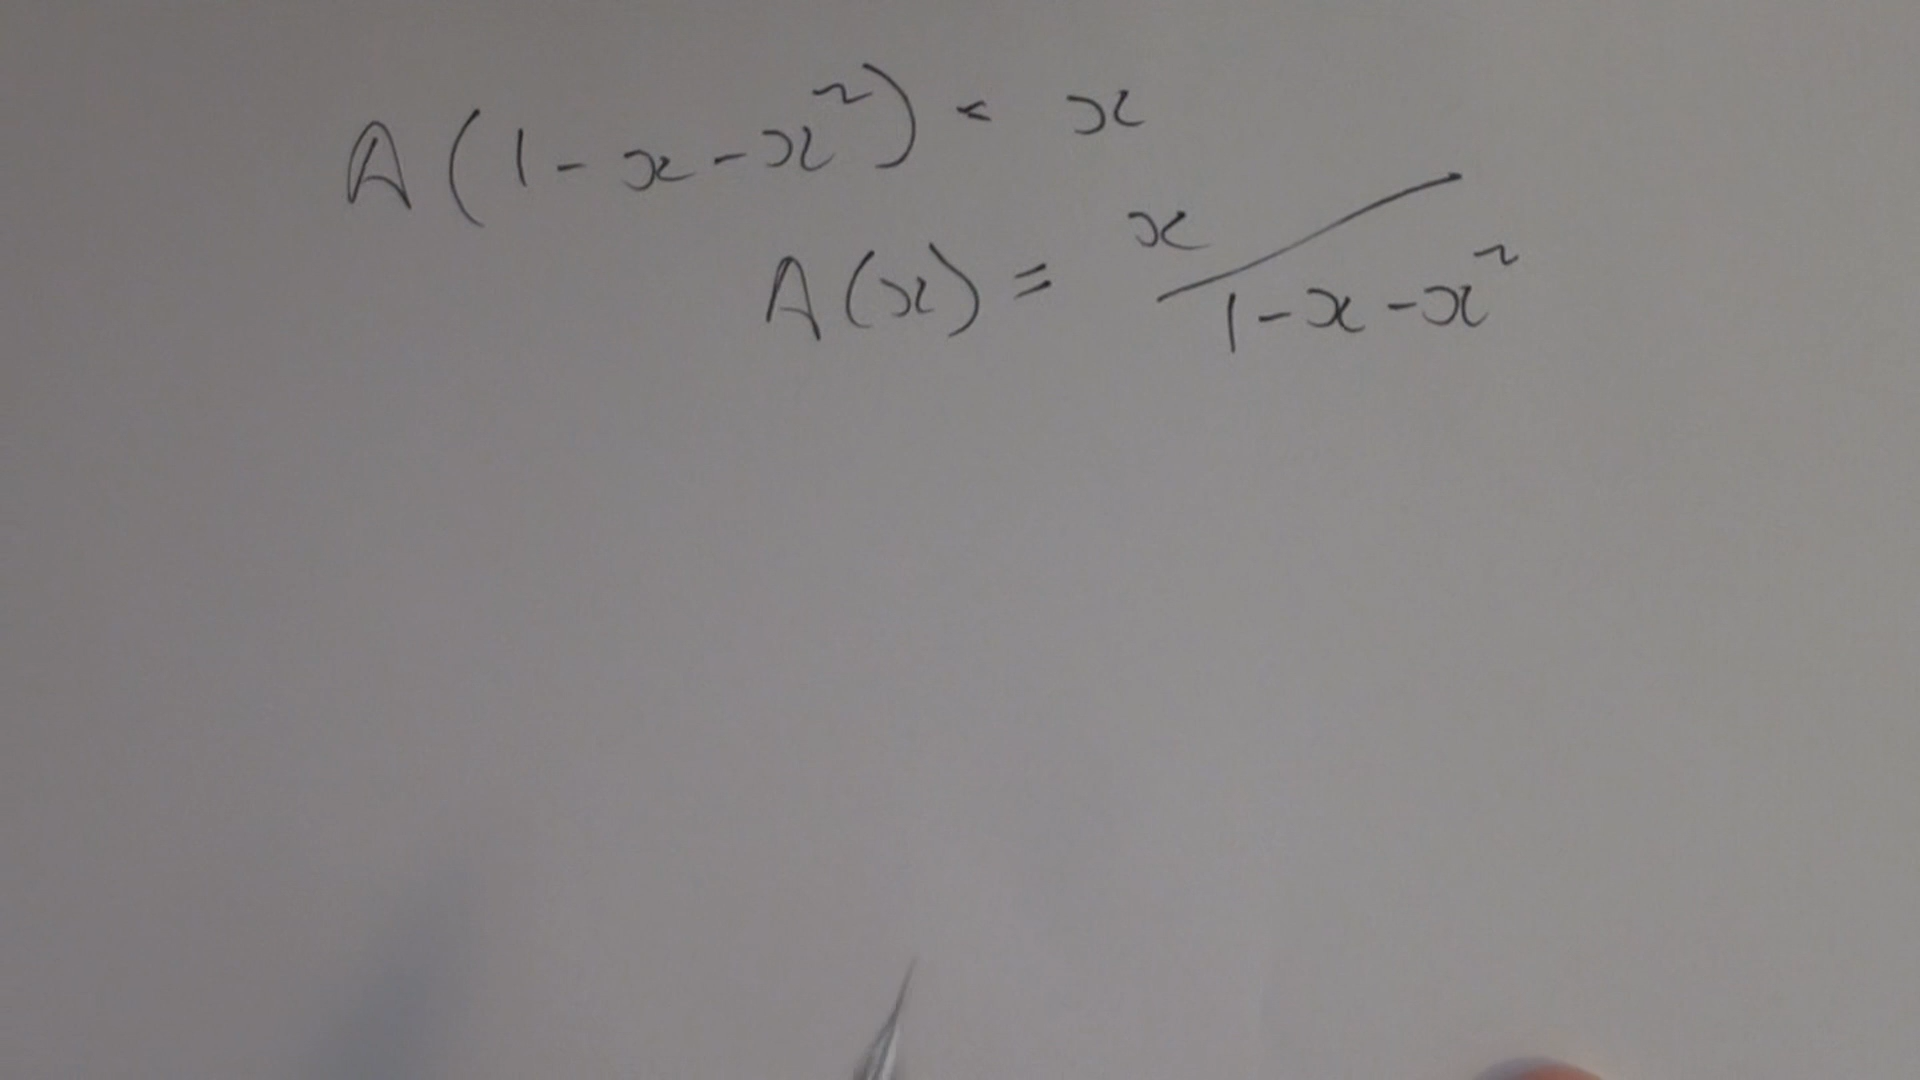 A(1-x-x²) = x
A(x) = x/1-x-x²